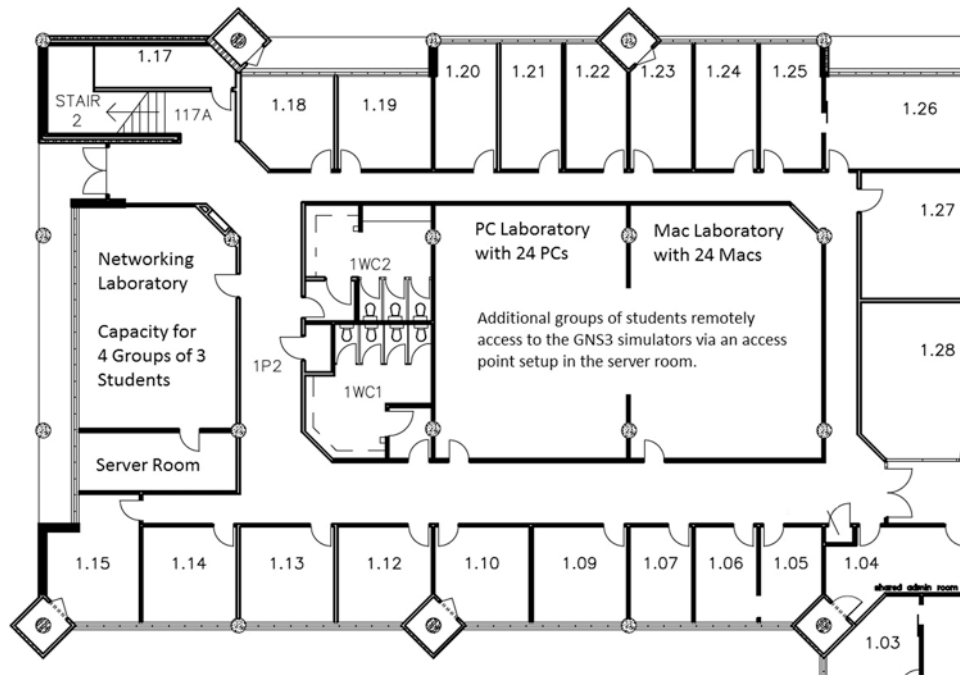 1.17
1.20
1.21
1.22
1.23
1.24
1.25
STAIR
2
117A
1.18
1.19
1.26
1.27
Networking
Laboratory
Capacity for
4 Groups of 3
Students
1WC2
PC Laboratory
with 24 PCs
Mac Laboratory
with 24 Macs
Additional groups of students remotely
access to the GNS3 simulators via an access
point setup in the server room.
1.28
1P2
1WC1
Server Room
1.15
1.14
1.13
1.12
1.10
1.09
1.07
1.06
1.05
1.04
shared admin room
1.03